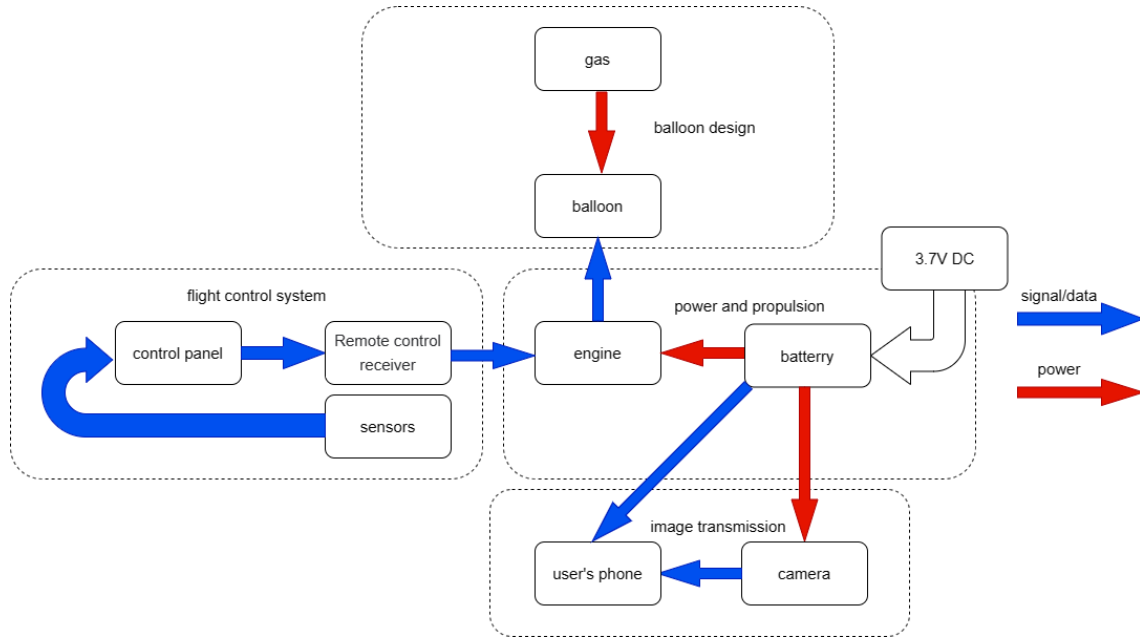 gas
balloon design
balloon
3.7V DC
flight control system
power and propulsion
signal/data
control panel
Remote control
receiver
engine
batterry
power
sensors
image transmission
user's phone
camera